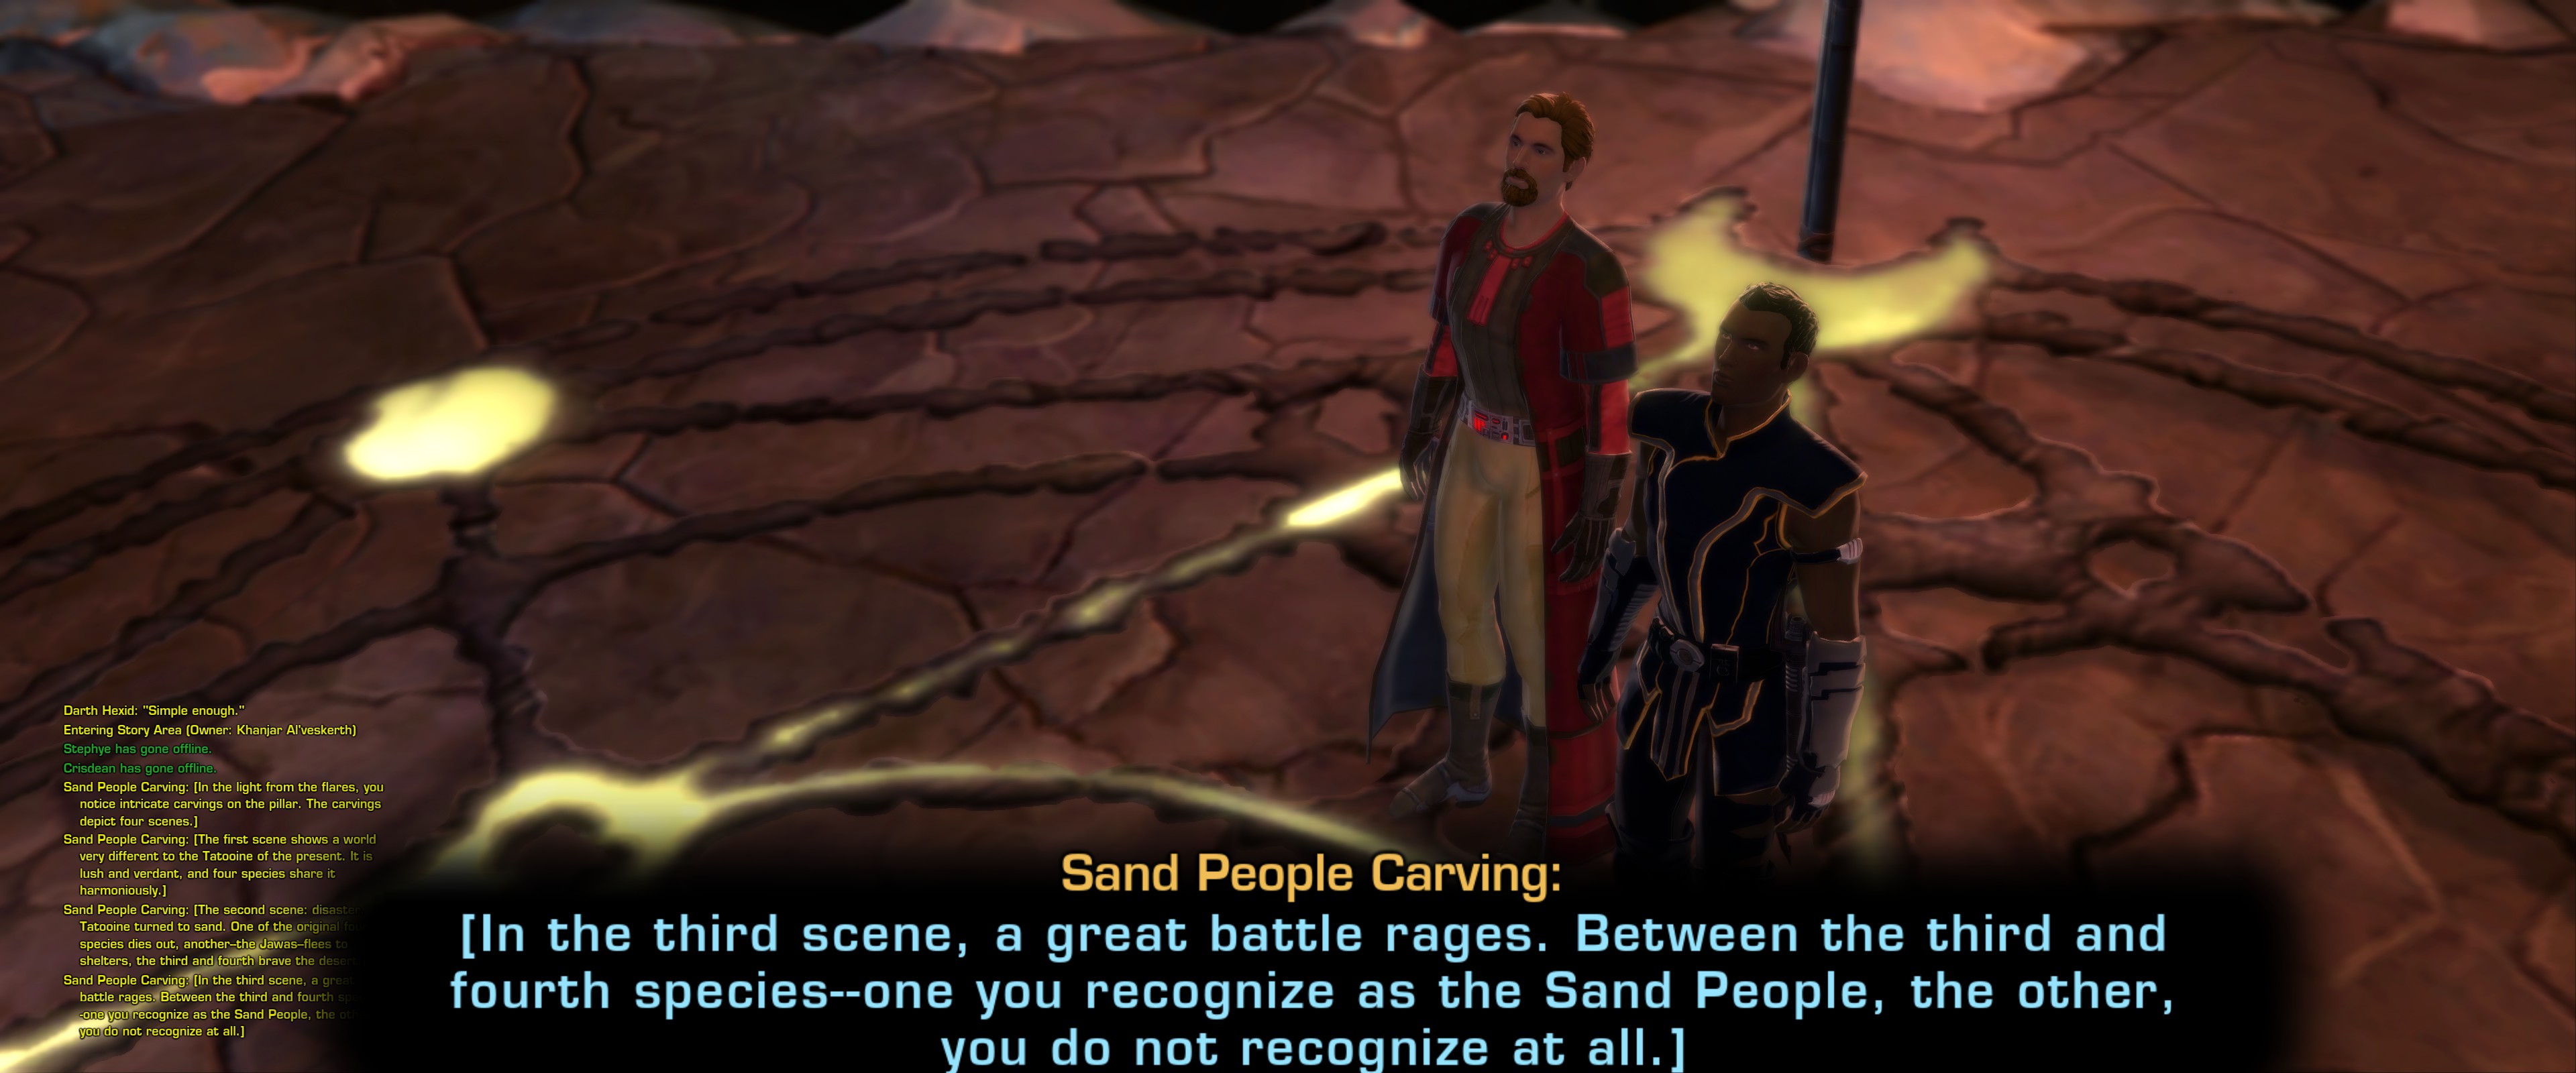 Darth Hexid: "Simple enough."
Entering Story Area (Owner: Khanjar Al'veskerth)
Stephye has gone offline.
Crisdean has gone offline.
Sand People Carving: [In the light from the flares, you
notice intricate carvings on the pillar. The carvings
depict four scenes.]
Sand People Carving: [The first scene shows a world
very different to the Tatooine of the present. It is
lush and verdant, and four species share it
harmoniously.]
Sand People Carving: [The second scene: disaster
Tatooine turned to sand. One of the original
species dies out, another--the Jawas--flees to
shelters, the third and fourth brave the desert
Sand People Carving: [In the third scene, a great
battle rages. Between the third and fourth
-one you recognize as the Sand People, the
you do not recognize at all.]
Sand People Carving:
[In the third scene, a great battle rages. Between the third and
fourth species--one you recognize as the Sand People, the other,
you do not recognize at all.]